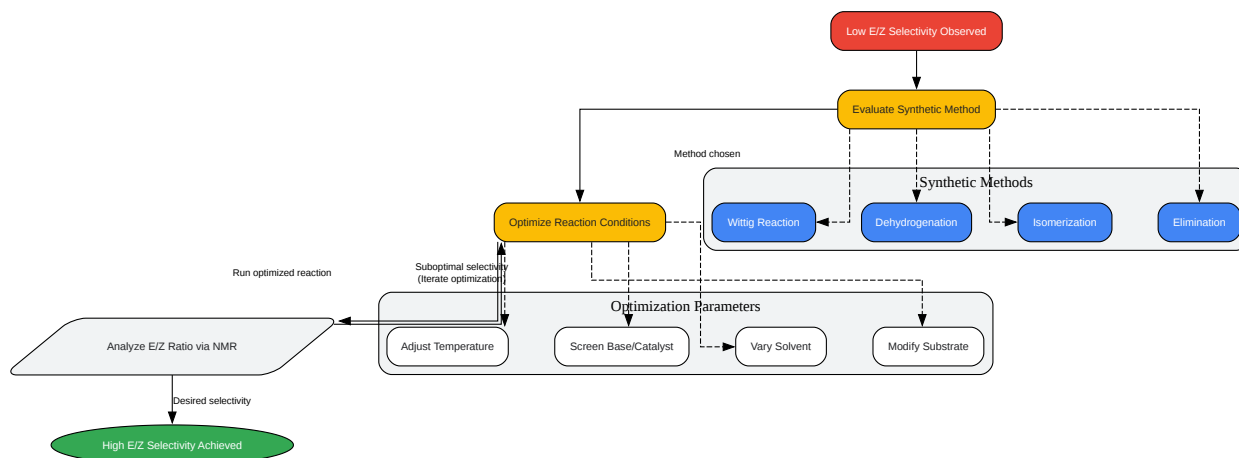 Low E/Z Selectivity Observed
Evaluate Synthetic Method
Method chosen
Synthetic Methods
Wittig Reaction
Dehydrogenation
Isomerization
Elimination
Optimize Reaction Conditions
Run optimized reaction
Suboptimal selectivity
(Iterate optimization)
Optimization Parameters
Adjust Temperature
Screen Base/Catalyst
Vary Solvent
Modify Substrate
Analyze E/Z Ratio via NMR
Desired selectivity
High E/Z Selectivity Achieved